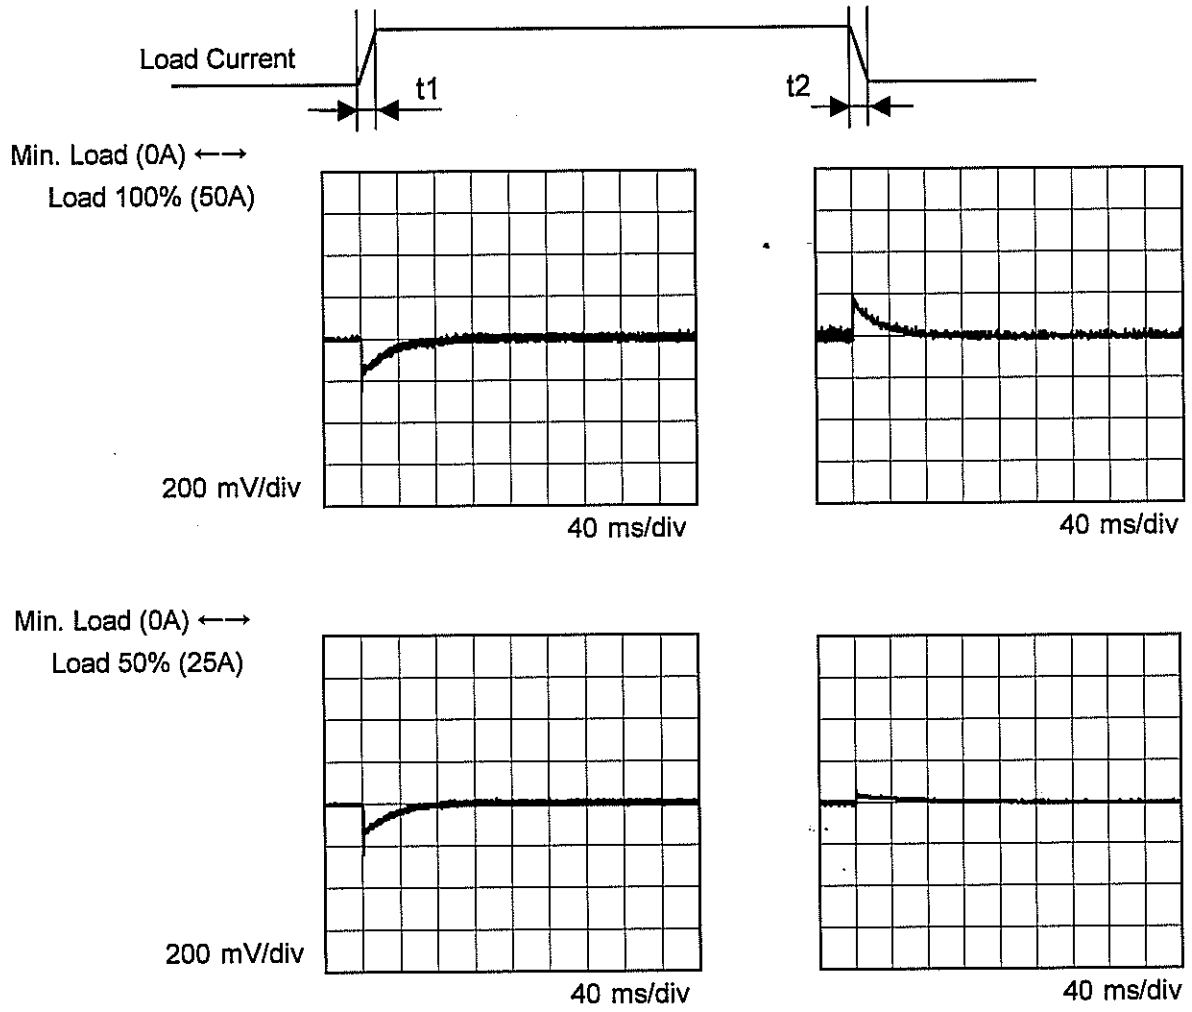 Load Current
t1
t2
Min. Load (0A) ←→
Load 100% (50A)
200 mV/div
40 ms/div
40 ms/div
Min. Load (0A) ←→
Load 50% (25A)
200 mV/div
40 ms/div
40 ms/div